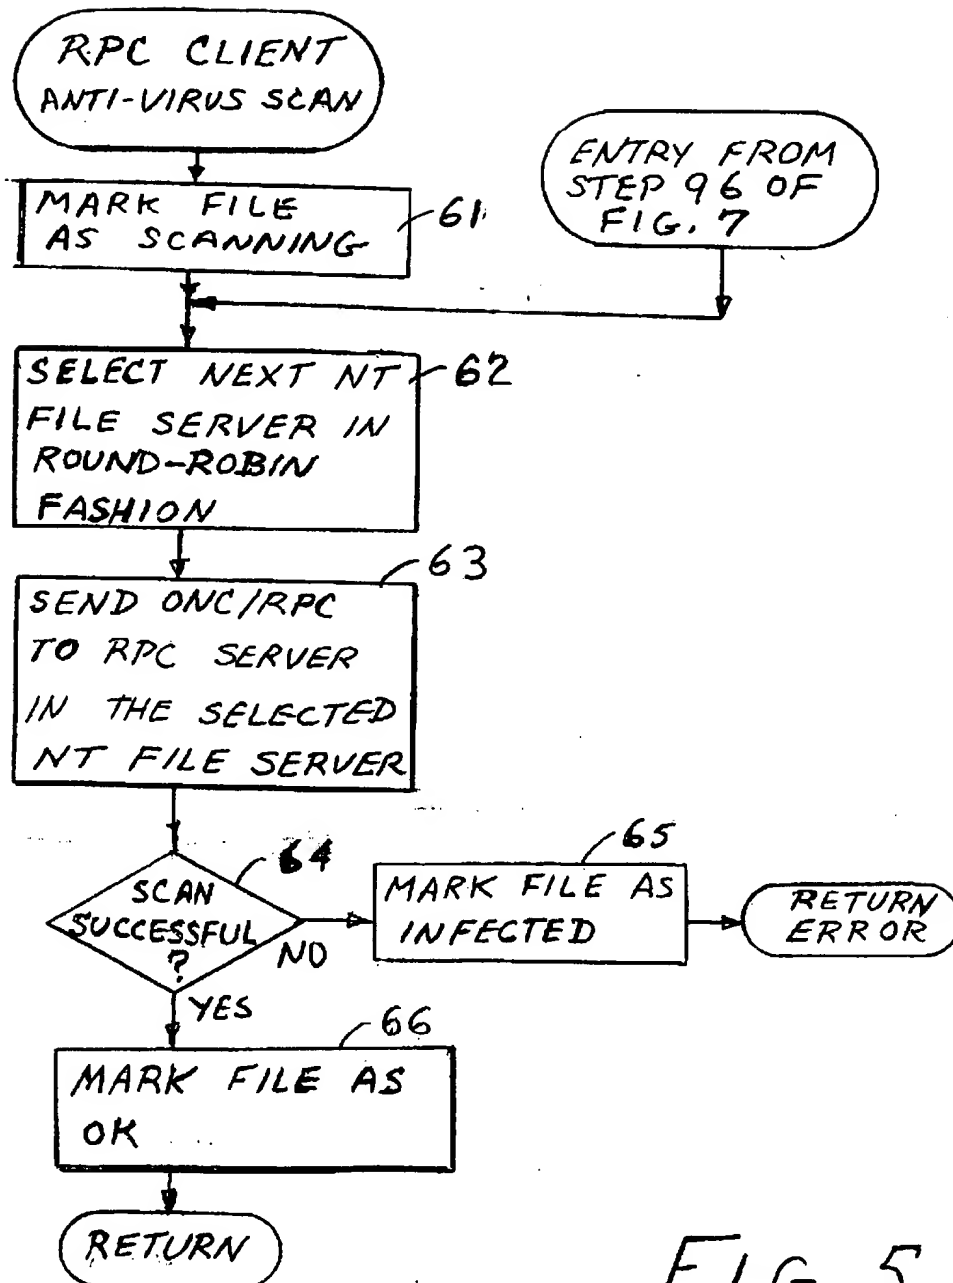 RPC CLIENT
ANTI-VIRUS SCAN
ENTRY FROM
STEP 96 OF
FIG. 7
MARK FILE
AS SCANNING
61
SELECT NEXT NT
FILE SERVER IN
ROUND-ROBIN
FASHION
62
SEND ONC/RPC
TO RPC SERVER
IN THE SELECTED
NT FILE SERVER
63
SCAN
SUCCESSFUL
?
64
NO
YES
MARK FILE AS
INFECTED
65
RETURN
ERROR
MARK FILE AS
OK
66
RETURN
FIG. 5